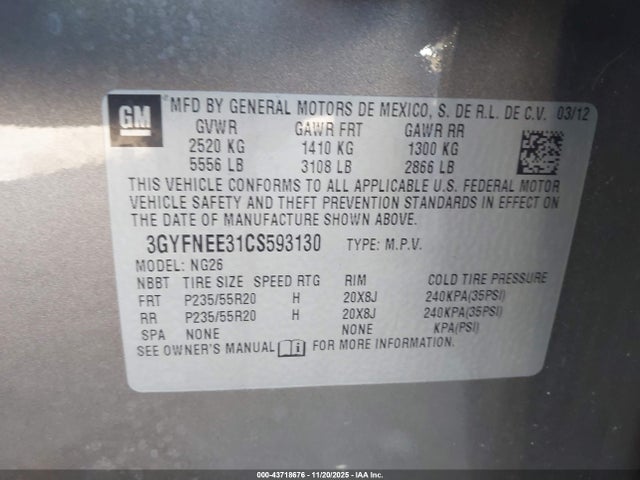 GM MFD BY GENERAL MOTORS DE MEXICO, S. DE R.L. DE C.V. 03/12
GVWR GAWR FRT GAWR RR
2520 KG 1410 KG 1300 KG
5556 LB 3108 LB 2866 LB
THIS VEHICLE CONFORMS TO ALL APPLICABLE U.S. FEDERAL MOTOR
VEHICLE SAFETY AND THEFT PREVENTION STANDARDS IN EFFECT ON
THE DATE OF MANUFACTURE SHOWN ABOVE.
3GYFNEE31CS593130 TYPE: M.P.V.
MODEL: NG26
NBBT TIRE SIZE SPEED RTG RIM COLD TIRE PRESSURE
FRT P235/55R20 H 20X8J 240KPA(35PSI)
RR P235/55R20 H 20X8J 240KPA(35PSI)
SPA NONE NONE KPA(PSI)
SEE OWNER'S MANUAL FOR MORE INFORMATION.
000-43718676 - 11/20/2025 - IAA Inc.